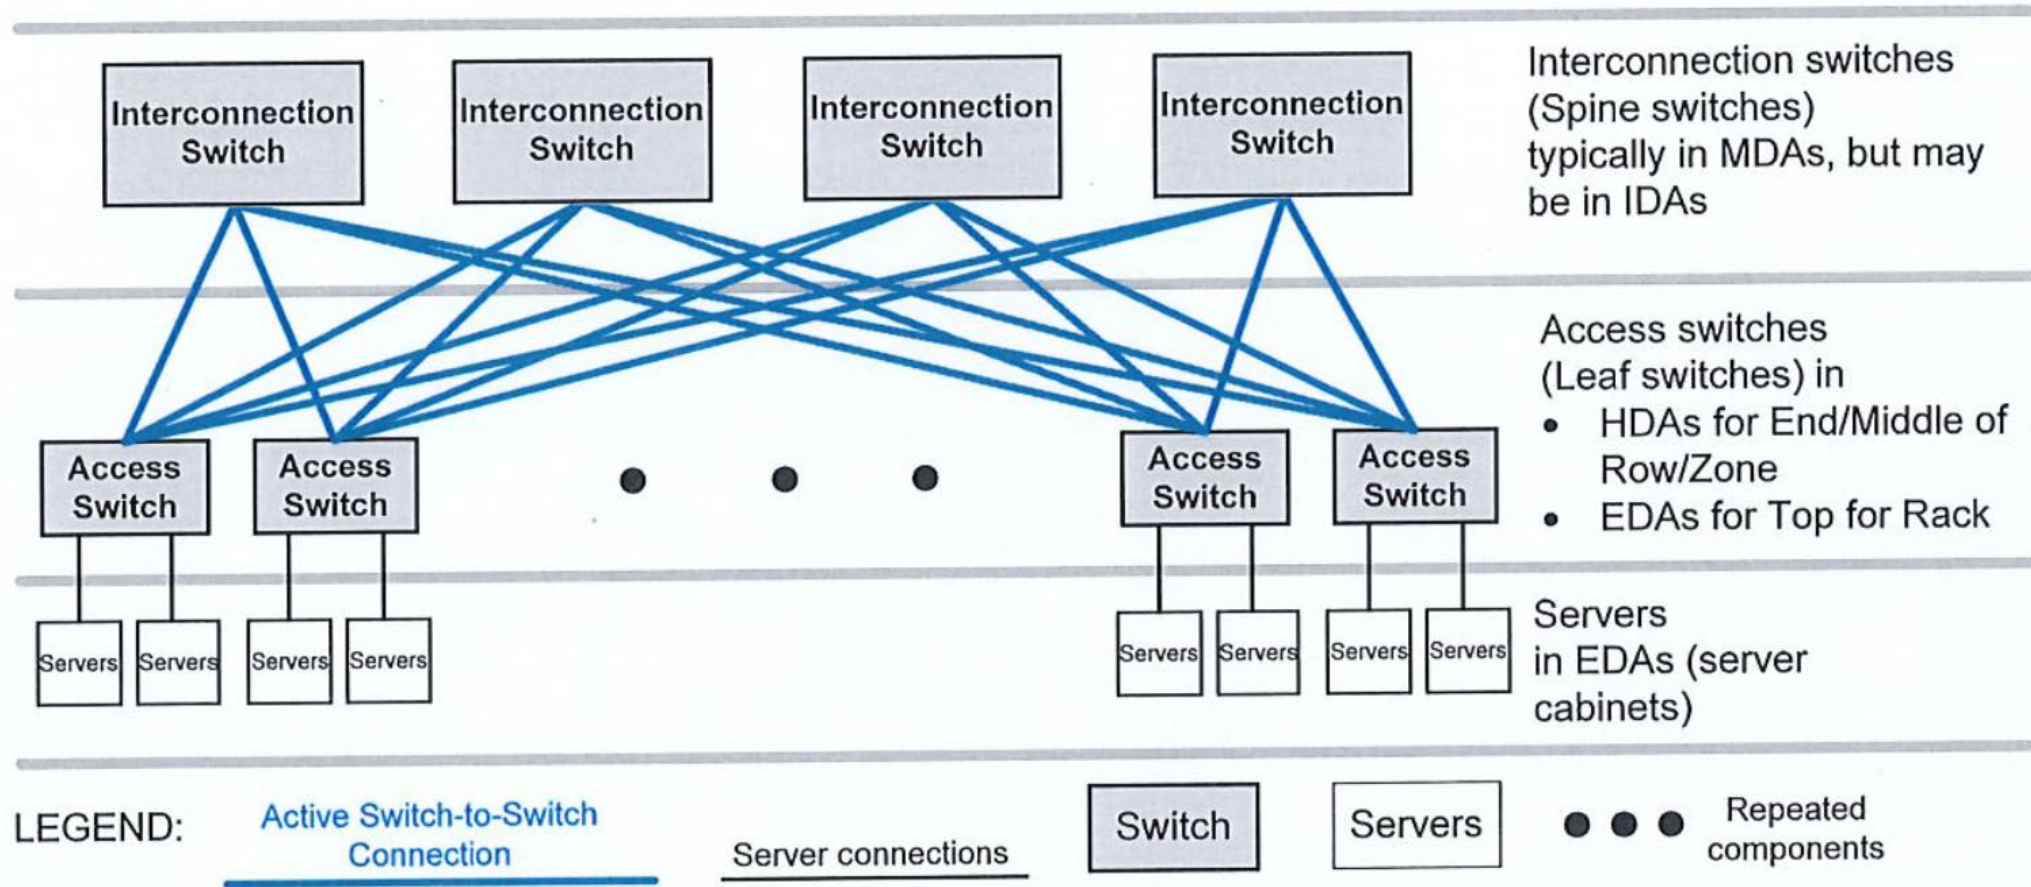 Interconnection
Switch
Interconnection
Switch
Interconnection
Switch
Interconnection
Switch
Interconnection switches
(Spine switches)
typically in MDAs, but may
be in IDAs
Access
Switch
Access
Switch
Access
Switch
Access
Switch
Access switches
(Leaf switches) in
• HDAs for End/Middle of
Row/Zone
• EDAs for Top for Rack
Servers
Servers
Servers
Servers
Servers
Servers
Servers
Servers
Servers
in EDAs (server
cabinets)
LEGEND:
Active Switch-to-Switch
Connection
Server connections
Switch
Servers
Repeated
components